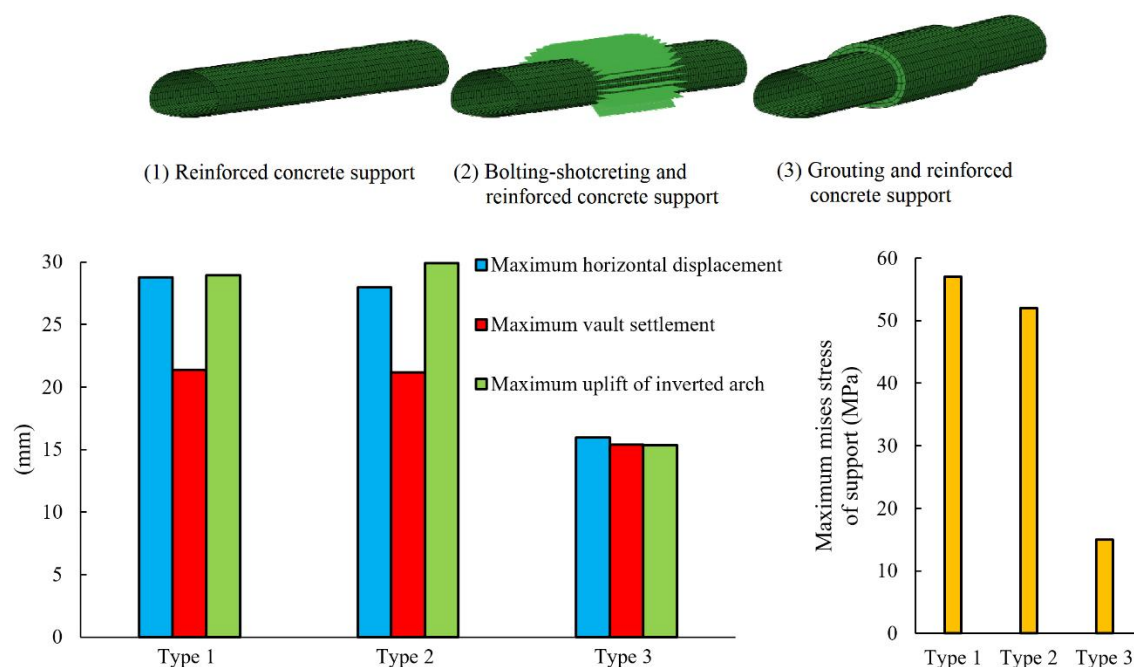 (1) Reinforced concrete support
(2) Bolting-shotcreting and
reinforced concrete support
(3) Grouting and reinforced
concrete support
30
25
20
15
10
5
0
(mm)
Maximum horizontal displacement
Maximum vault settlement
Maximum uplift of inverted arch
Type 1
Type 2
Type 3
60
50
40
30
20
10
0
Maximum mises stress
of support (MPa)
Type 1
Type 2
Type 3